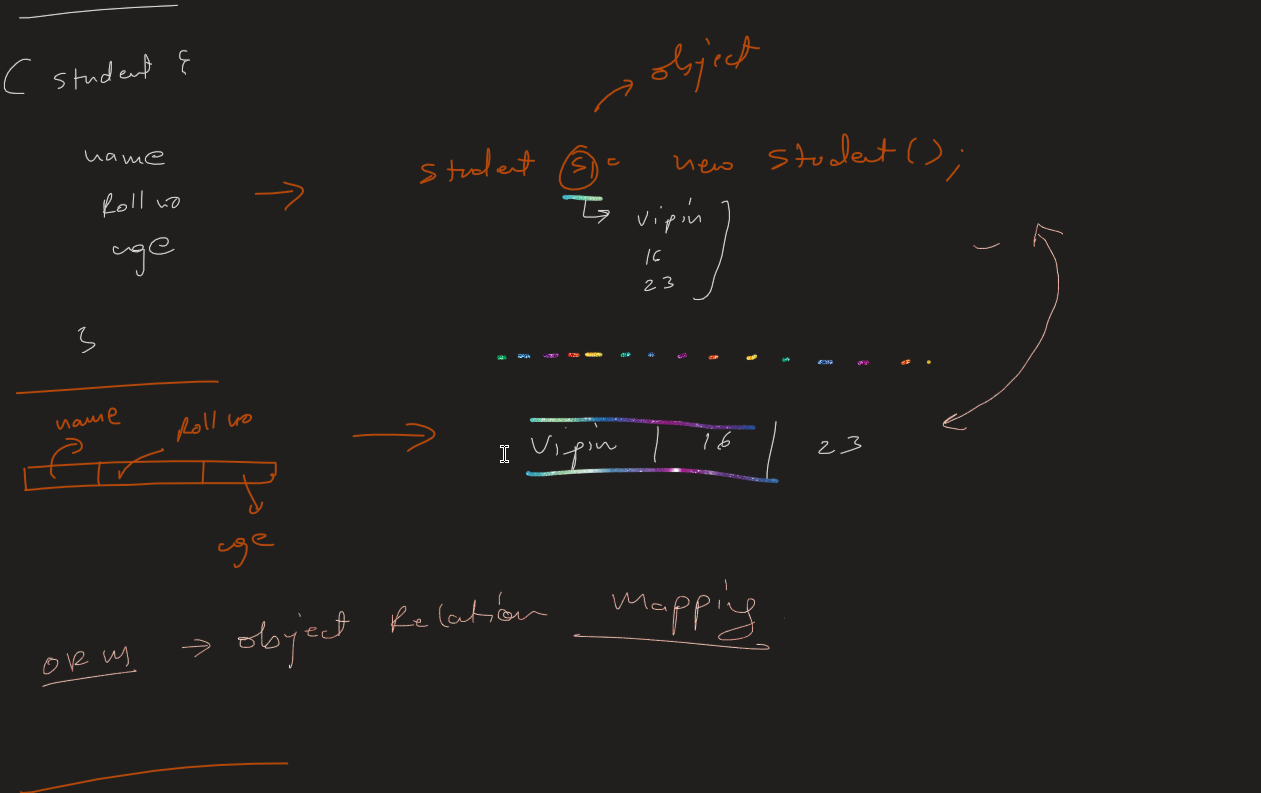 ( student {
object
name
student S1 = new Student();
Roll no
vipin
age
16
23
}
name
Roll no
Vipin | 16 | 23
age
ORM → object Relation Mapping